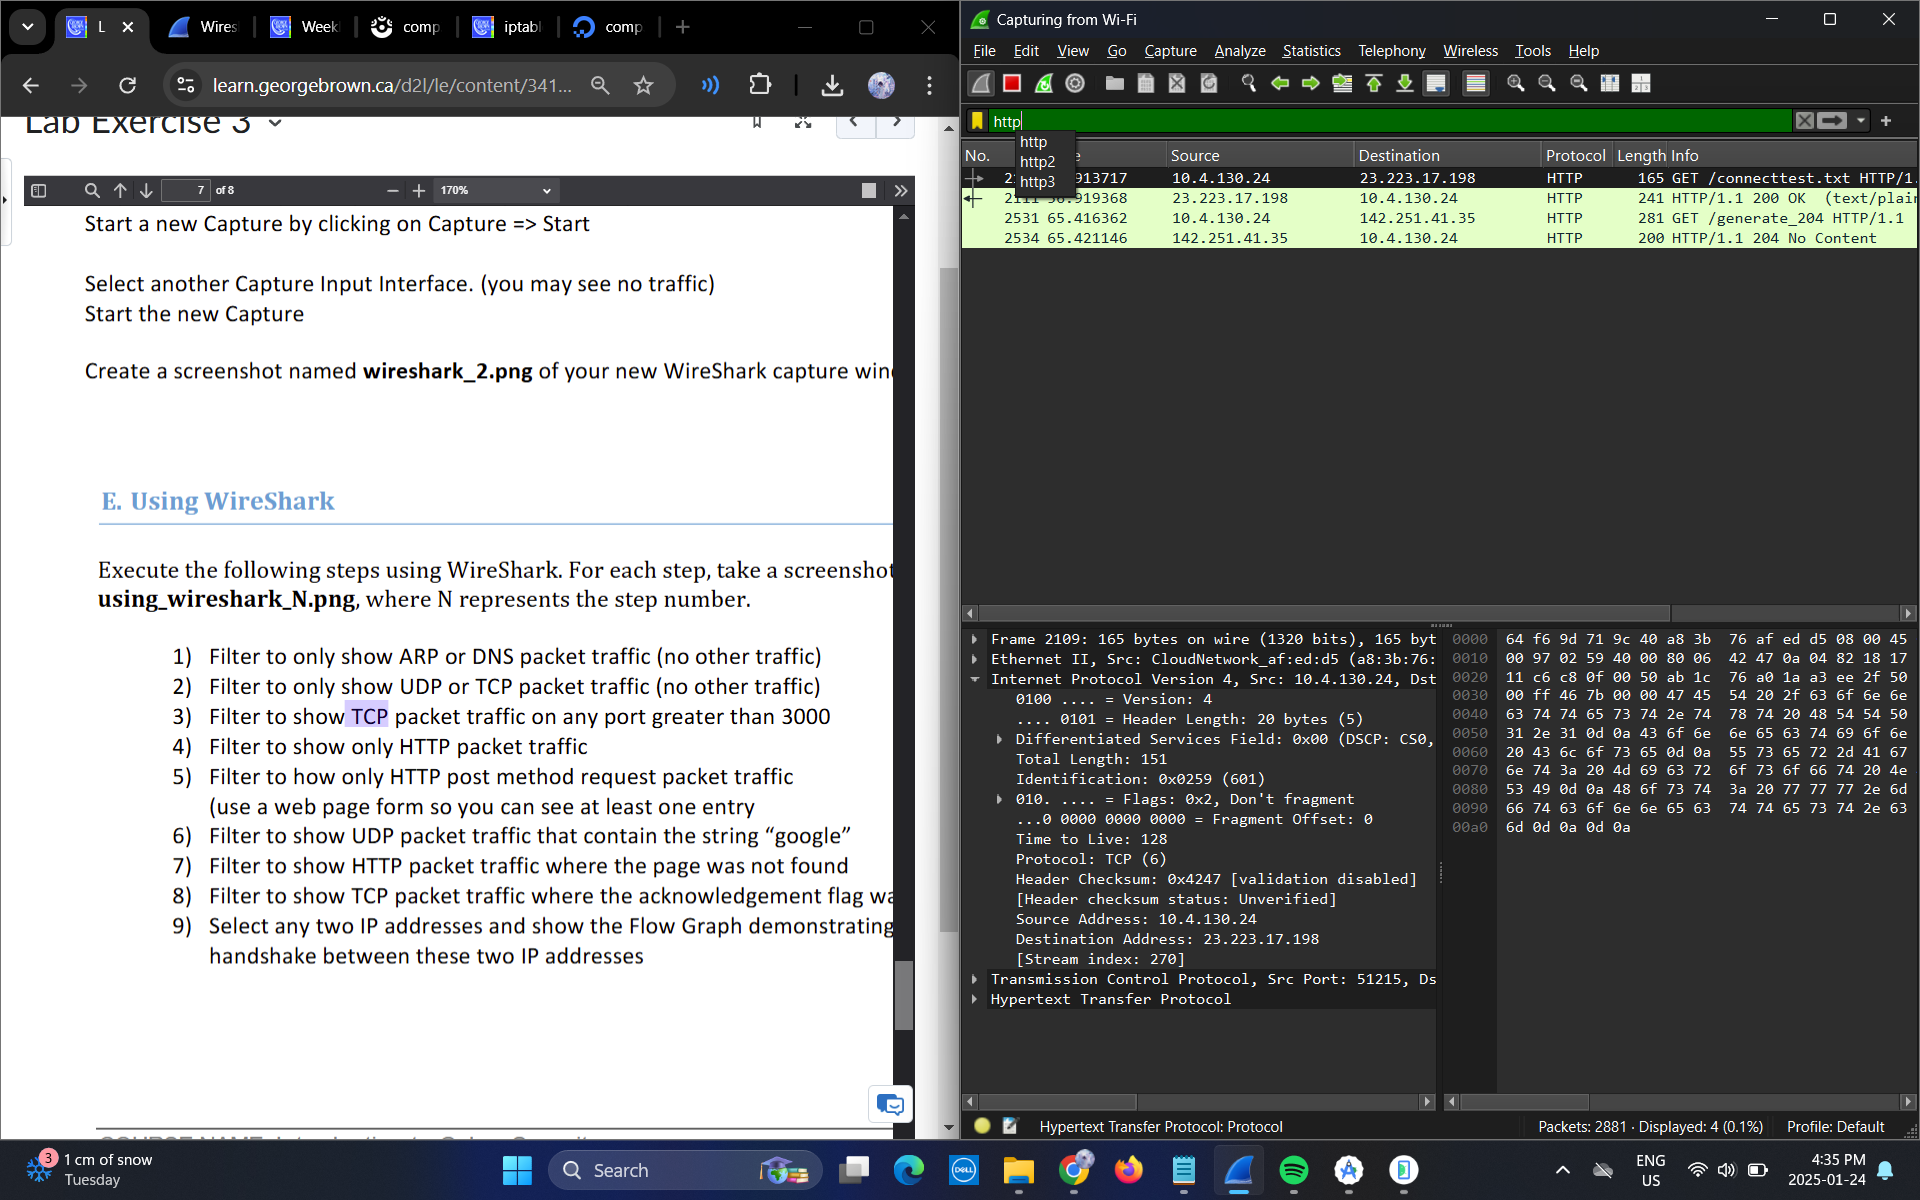 L
Wires
Week
comp
iptabl
comp
learn.georgebrown.ca/d2l/le/content/341...
Lab Exercise 3
7 of 8
170%
Start a new Capture by clicking on Capture => Start
Select another Capture Input Interface. (you may see no traffic)
Start the new Capture
Create a screenshot named wireshark_2.png of your new WireShark capture win
E. Using WireShark
Execute the following steps using WireShark. For each step, take a screenshot
using_wireshark_N.png, where N represents the step number.
1) Filter to only show ARP or DNS packet traffic (no other traffic)
2) Filter to only show UDP or TCP packet traffic (no other traffic)
3) Filter to show TCP packet traffic on any port greater than 3000
4) Filter to show only HTTP packet traffic
5) Filter to how only HTTP post method request packet traffic
(use a web page form so you can see at least one entry
6) Filter to show UDP packet traffic that contain the string “google”
7) Filter to show HTTP packet traffic where the page was not found
8) Filter to show TCP packet traffic where the acknowledgement flag wa
9) Select any two IP addresses and show the Flow Graph demonstrating
handshake between these two IP addresses
Capturing from Wi-Fi
File Edit View Go Capture Analyze Statistics Telephony Wireless Tools Help
http
http
http2
http3
No. Source Destination Protocol Length Info
913717 10.4.130.24 23.223.17.198 HTTP 165 GET /connecttest.txt HTTP/1.
2111 56.919368 23.223.17.198 10.4.130.24 HTTP 241 HTTP/1.1 200 OK (text/plai
2531 65.416362 10.4.130.24 142.251.41.35 HTTP 281 GET /generate_204 HTTP/1.1
2534 65.421146 142.251.41.35 10.4.130.24 HTTP 200 HTTP/1.1 204 No Content
Frame 2109: 165 bytes on wire (1320 bits), 165 byt
Ethernet II, Src: CloudNetwork_af:ed:d5 (a8:3b:76:
Internet Protocol Version 4, Src: 10.4.130.24, Dst
0100 .... = Version: 4
.... 0101 = Header Length: 20 bytes (5)
Differentiated Services Field: 0x00 (DSCP: CS0,
Total Length: 151
Identification: 0x0259 (601)
010. .... = Flags: 0x2, Don't fragment
...0 0000 0000 0000 = Fragment Offset: 0
Time to Live: 128
Protocol: TCP (6)
Header Checksum: 0x4247 [validation disabled]
[Header checksum status: Unverified]
Source Address: 10.4.130.24
Destination Address: 23.223.17.198
[Stream index: 270]
Transmission Control Protocol, Src Port: 51215, Ds
Hypertext Transfer Protocol
0000 64 f6 9d 71 9c 40 a8 3b 76 af ed d5 08 00 45
0010 00 97 02 59 40 00 80 06 42 47 0a 04 82 18 17
0020 11 c6 c8 0f 00 50 ab 1c 76 a0 1a a3 ee 2f 50
0030 00 ff 46 7b 00 00 47 45 54 20 2f 63 6f 6e 6e
0040 63 74 74 65 73 74 2e 74 78 74 20 48 54 54 50
0050 31 2e 31 0d 0a 43 6f 6e 6e 65 63 74 69 6f 6e
0060 20 43 6c 6f 73 65 0d 0a 55 73 65 72 2d 41 67
0070 6e 74 3a 20 4d 69 63 72 6f 73 6f 66 74 20 4e
0080 53 49 0d 0a 48 6f 73 74 3a 20 77 77 77 2e 6d
0090 66 74 63 6f 6e 6e 65 63 74 74 65 73 74 2e 63
00a0 6d 0d 0a 0d 0a
Hypertext Transfer Protocol: Protocol
Packets: 2881 · Displayed: 4 (0.1%)
Profile: Default
3
1 cm of snow
Tuesday
Search
DELL
ENG
US
4:35 PM
2025-01-24